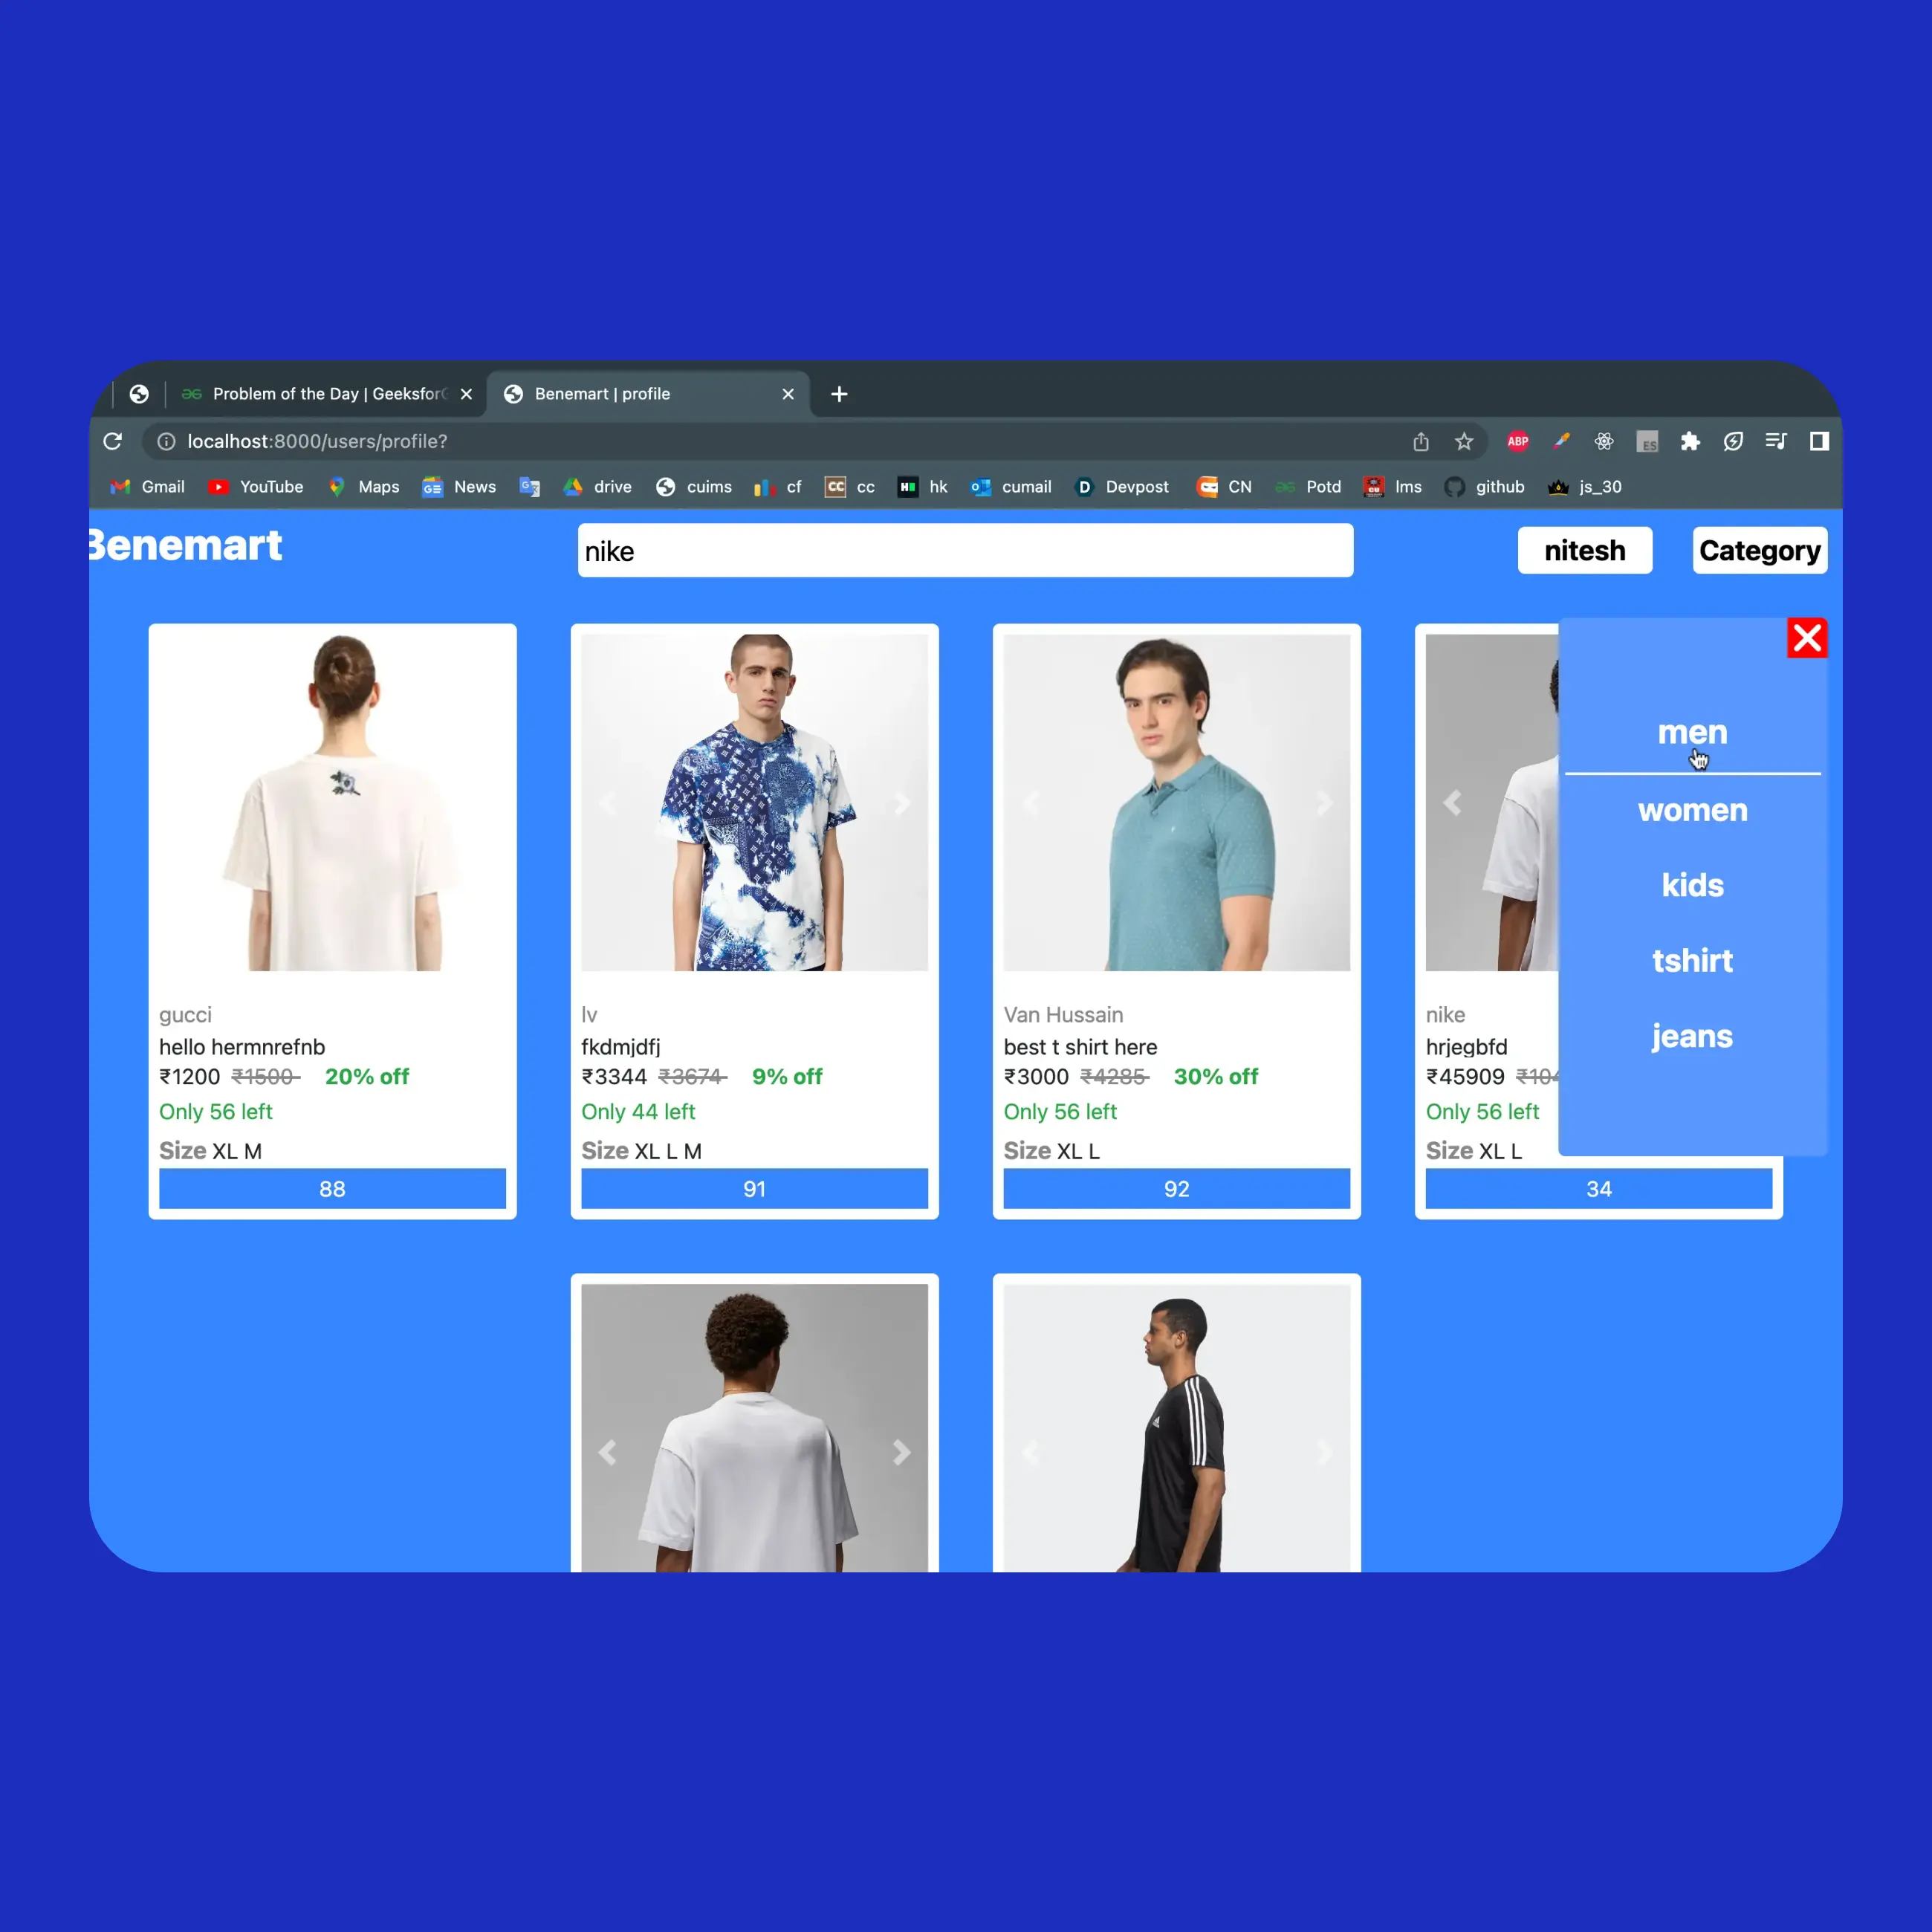 Problem of the Day | Geeksfor
Benemart | profile
localhost:8000/users/profile?
ABP
ES
Gmail
YouTube
Maps
News
drive
cuims
cf
CC cc
hk
cumail
D Devpost
CN
Potd
lms
github
js_30
Benemart
nike
nitesh
Category
men
women
kids
tshirt
jeans
gucci
hello hermnrefnb
₹1200 ₹1500 20% off
Only 56 left
Size XL M
88
lv
fkdmjdfj
₹3344 ₹3674 9% off
Only 44 left
Size XL L M
91
Van Hussain
best t shirt here
₹3000 ₹4285 30% off
Only 56 left
Size XL L
92
nike
hrjegbfd
₹45909 ₹104
Only 56 left
Size XL L
34